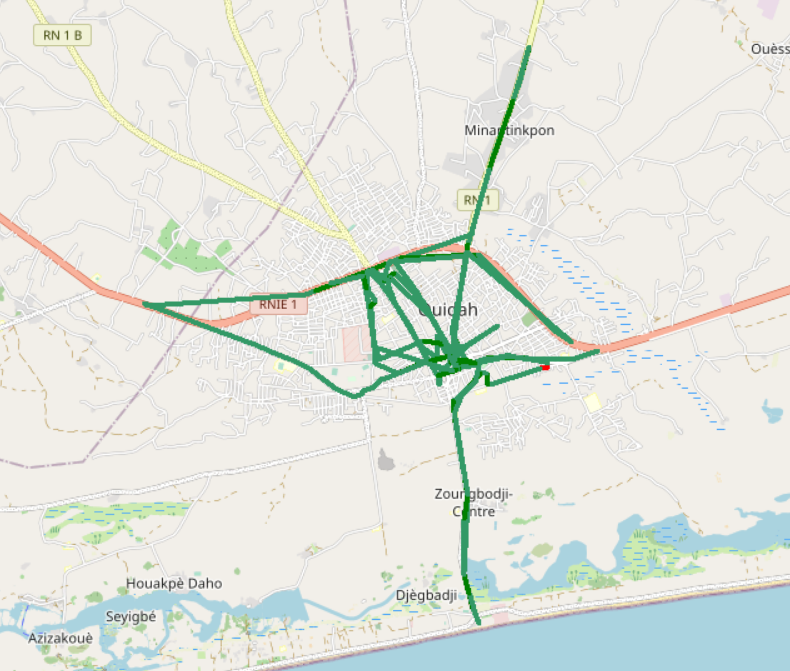 RN 1 B
Ouèss
Minantinkpon
RN 1
RNIE 1
Ouidah
Zoungbodji-
Centre
Houakpè Daho
Djègbadji
Seyigbé
Azizakouè